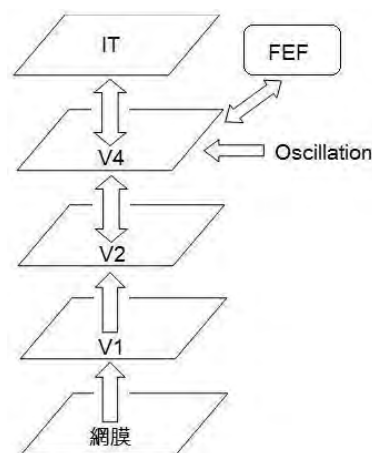 IT
FEF
V4
Oscillation
V2
V1
網膜